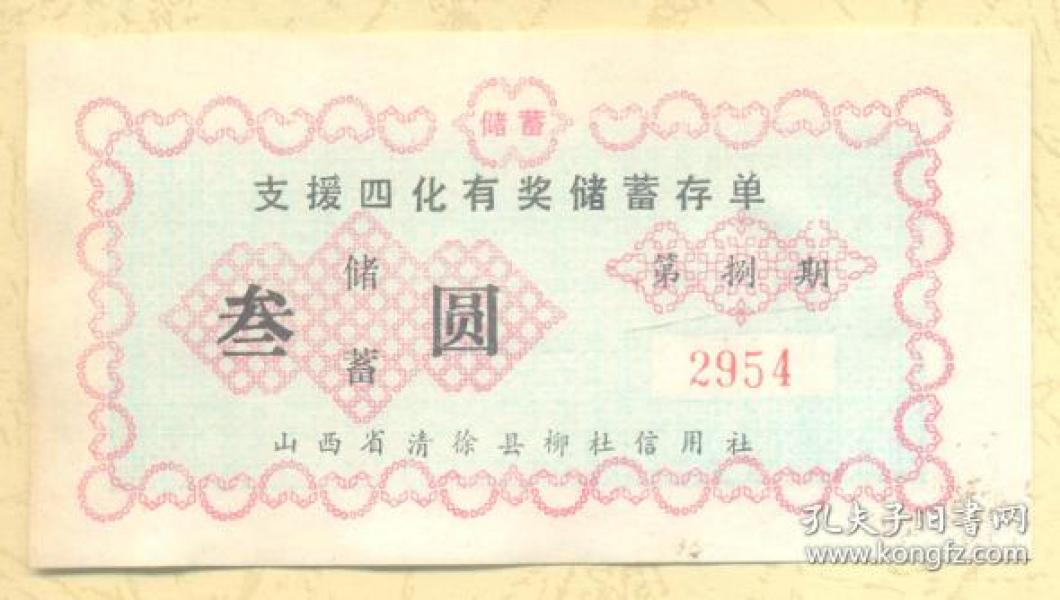 储蓄
支援四化有奖储蓄存单
第捌期
叁圆
储蓄
2954
山西省清徐县柳杜信用社
孔夫子旧书网
www.kongfz.com